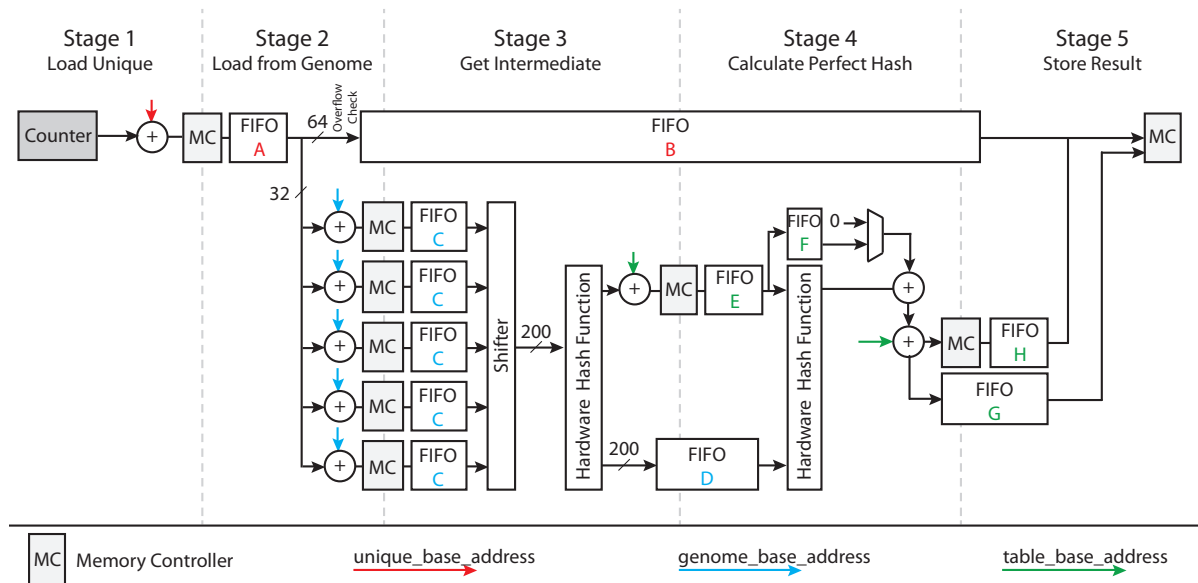 Stage 1
Load Unique
Stage 2
Load from Genome
Stage 3
Get Intermediate
Stage 4
Calculate Perfect Hash
Stage 5
Store Result
Counter
+
MC
FIFO
A
64
Overflow
Check
FIFO
B
MC
32
+
MC
FIFO
C
+
MC
FIFO
C
+
MC
FIFO
C
+
MC
FIFO
C
+
MC
FIFO
C
Shifter
200
Hardware Hash Function
+
MC
FIFO
E
200
FIFO
D
FIFO
F
0
Hardware Hash Function
+
+
MC
FIFO
H
FIFO
G
MC
Memory Controller
unique_base_address
genome_base_address
table_base_address